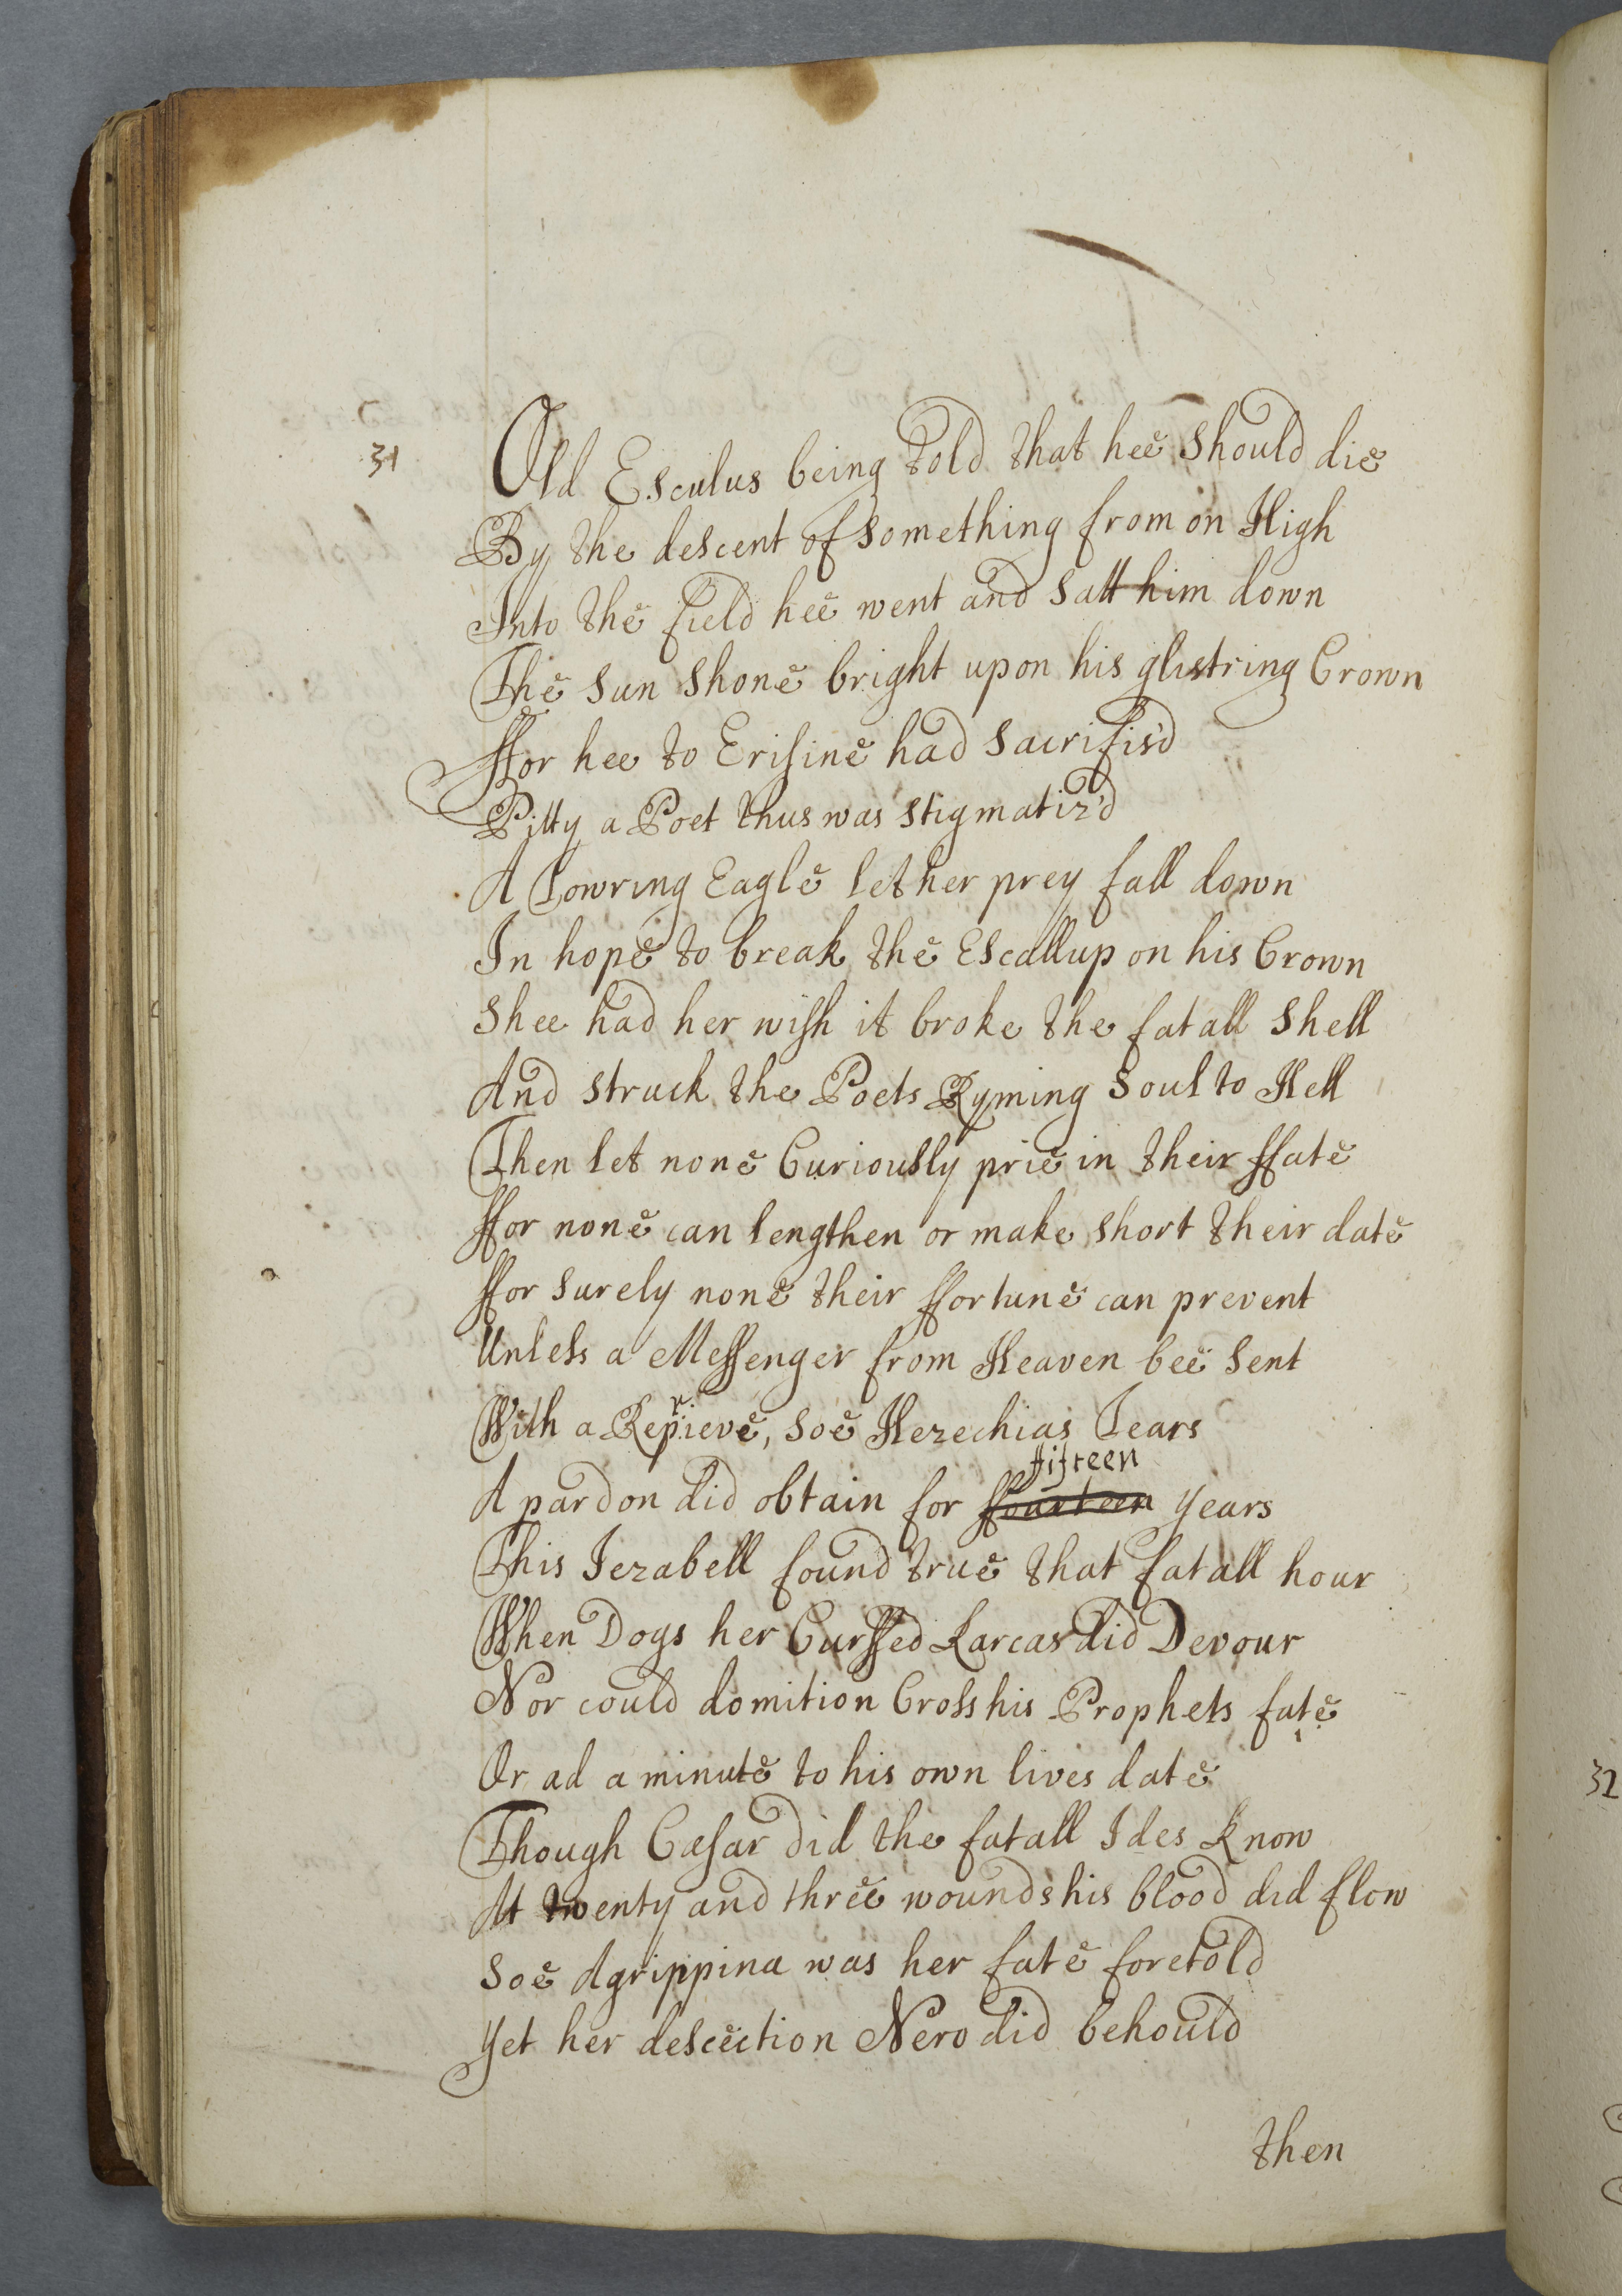 31
Old Esculus being told that hee should die
By the descent of something from on High
Into the field hee went and satt him down
The sun shone bright upon his glistring Crown
ffor hee to Erisine had sacrifis'd
Pitty a Poet thus was stigmatiz'd
A Towring Eagle let her prey fall down
In hope to break the Escallup on his Crown
Shee had her wish it broke the fatall shell
And struck the Poets Ryming soul to Hell
Then let none Curiously prie in their ffate
ffor none can lengthen or make short their date
ffor surely none their ffortune can prevent
Unless a Messenger from Heaven bee sent
With a Reprieve, soe Hezechias Tears
fifteen
A pardon did obtain for ffourteen years
This Jezabell found true that fatall hour
When Dogs her Curssed Karcas did Devour
Nor could domition Cross his Prophets fate
Or ad a minute to his own lives date
Though Cæsar did the fatall Ides know
At twenty and three wounds his blood did flow
Soe Agrippina was her fate foretold
Yet her descëction Nero did behould
then
32